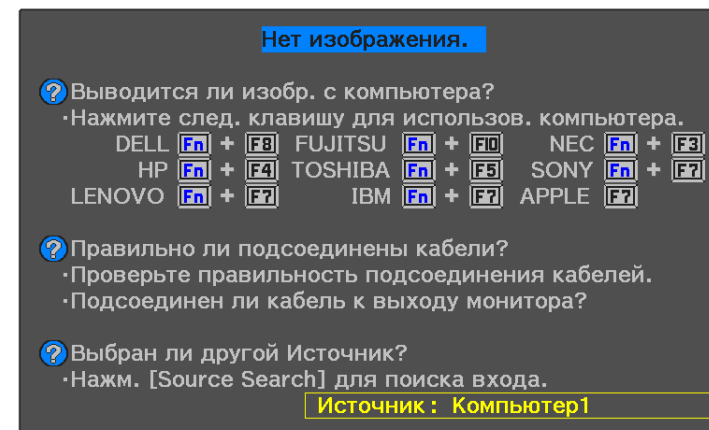 Нет изображения.
Выводится ли изобр. с компьютера?
·Нажмите след. клавишу для использов. компьютера.
DELL Fn + F8 FUJITSU Fn + F10 NEC Fn + F3
HP Fn + F4 TOSHIBA Fn + F5 SONY Fn + F7
LENOVO Fn + F7 IBM Fn + F7 APPLE F7
Правильно ли подсоединены кабели?
·Проверьте правильность подсоединения кабелей.
·Подсоединен ли кабель к выходу монитора?
Выбран ли другой Источник?
·Нажм. [Source Search] для поиска входа.
Источник : Компьютер1